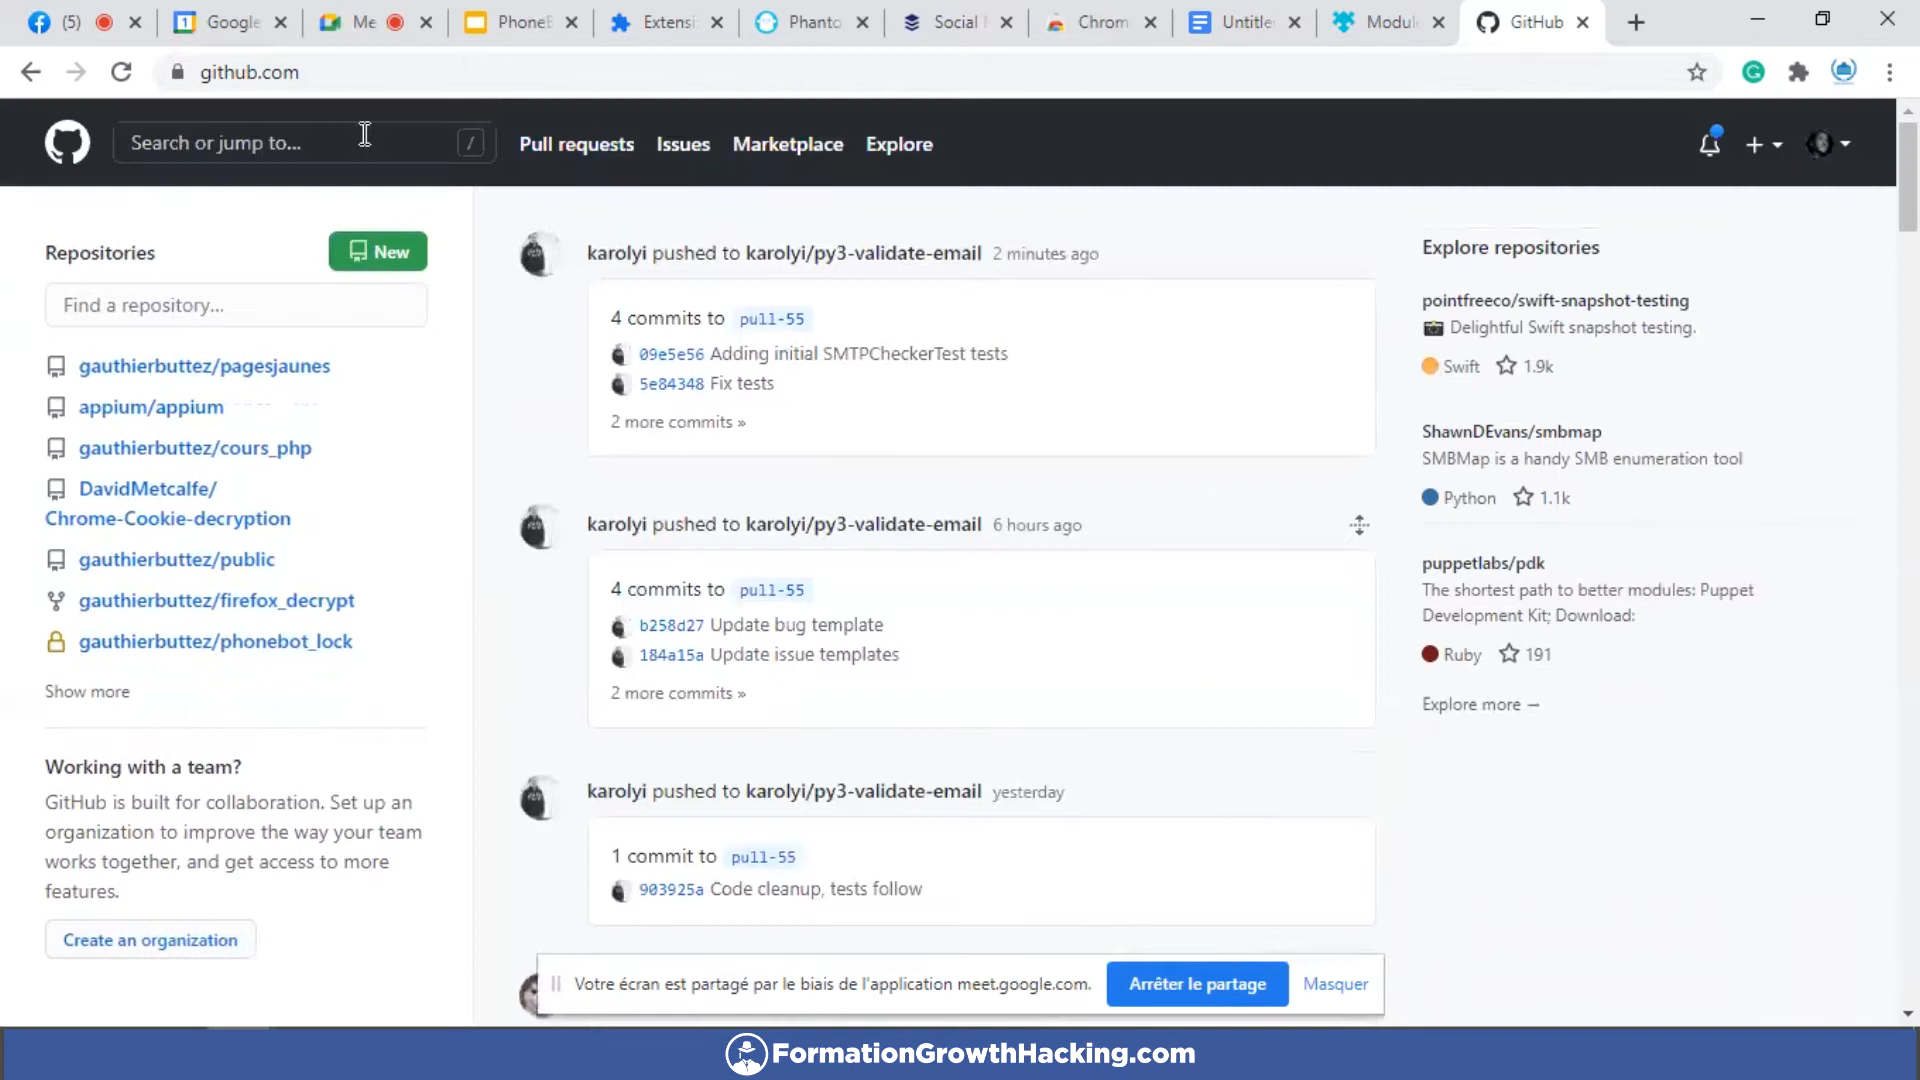 (5)
Google
Me
PhoneB
Extensi
Phanto
Social
Chrom
Untitle
Modul
GitHub
github.com
Search or jump to...
/
Pull requests
Issues
Marketplace
Explore
Repositories
New
Find a repository...
gauthierbuttez/pagesjaunes
appium/appium
gauthierbuttez/cours_php
DavidMetcalfe/
Chrome-Cookie-decryption
gauthierbuttez/public
gauthierbuttez/firefox_decrypt
gauthierbuttez/phonebot_lock
Show more
Working with a team?
GitHub is built for collaboration. Set up an
organization to improve the way your team
works together, and get access to more
features.
Create an organization
karolyi pushed to karolyi/py3-validate-email 2 minutes ago
4 commits to pull-55
09e5e56 Adding initial SMTPCheckerTest tests
5e84348 Fix tests
2 more commits »
karolyi pushed to karolyi/py3-validate-email 6 hours ago
4 commits to pull-55
b258d27 Update bug template
184a15a Update issue templates
2 more commits »
karolyi pushed to karolyi/py3-validate-email yesterday
1 commit to pull-55
903925a Code cleanup, tests follow
Explore repositories
pointfreeco/swift-snapshot-testing
📸 Delightful Swift snapshot testing.
Swift 1.9k
ShawnDEvans/smbmap
SMBMap is a handy SMB enumeration tool
Python 1.1k
puppetlabs/pdk
The shortest path to better modules: Puppet
Development Kit; Download:
Ruby 191
Explore more →
Votre écran est partagé par le biais de l'application meet.google.com.
Arrêter le partage
Masquer
FormationGrowthHacking.com